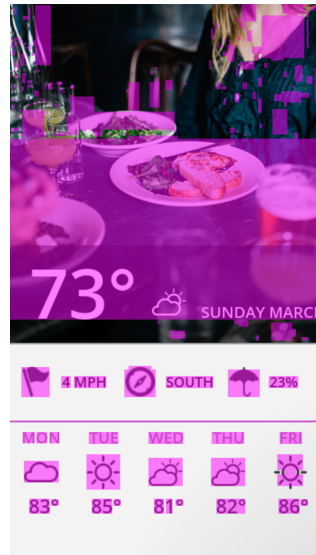 73°
SUNDAY MARC
4 MPH SOUTH 23%
MON TUE WED THU FRI
83° 85° 81° 82° 86°